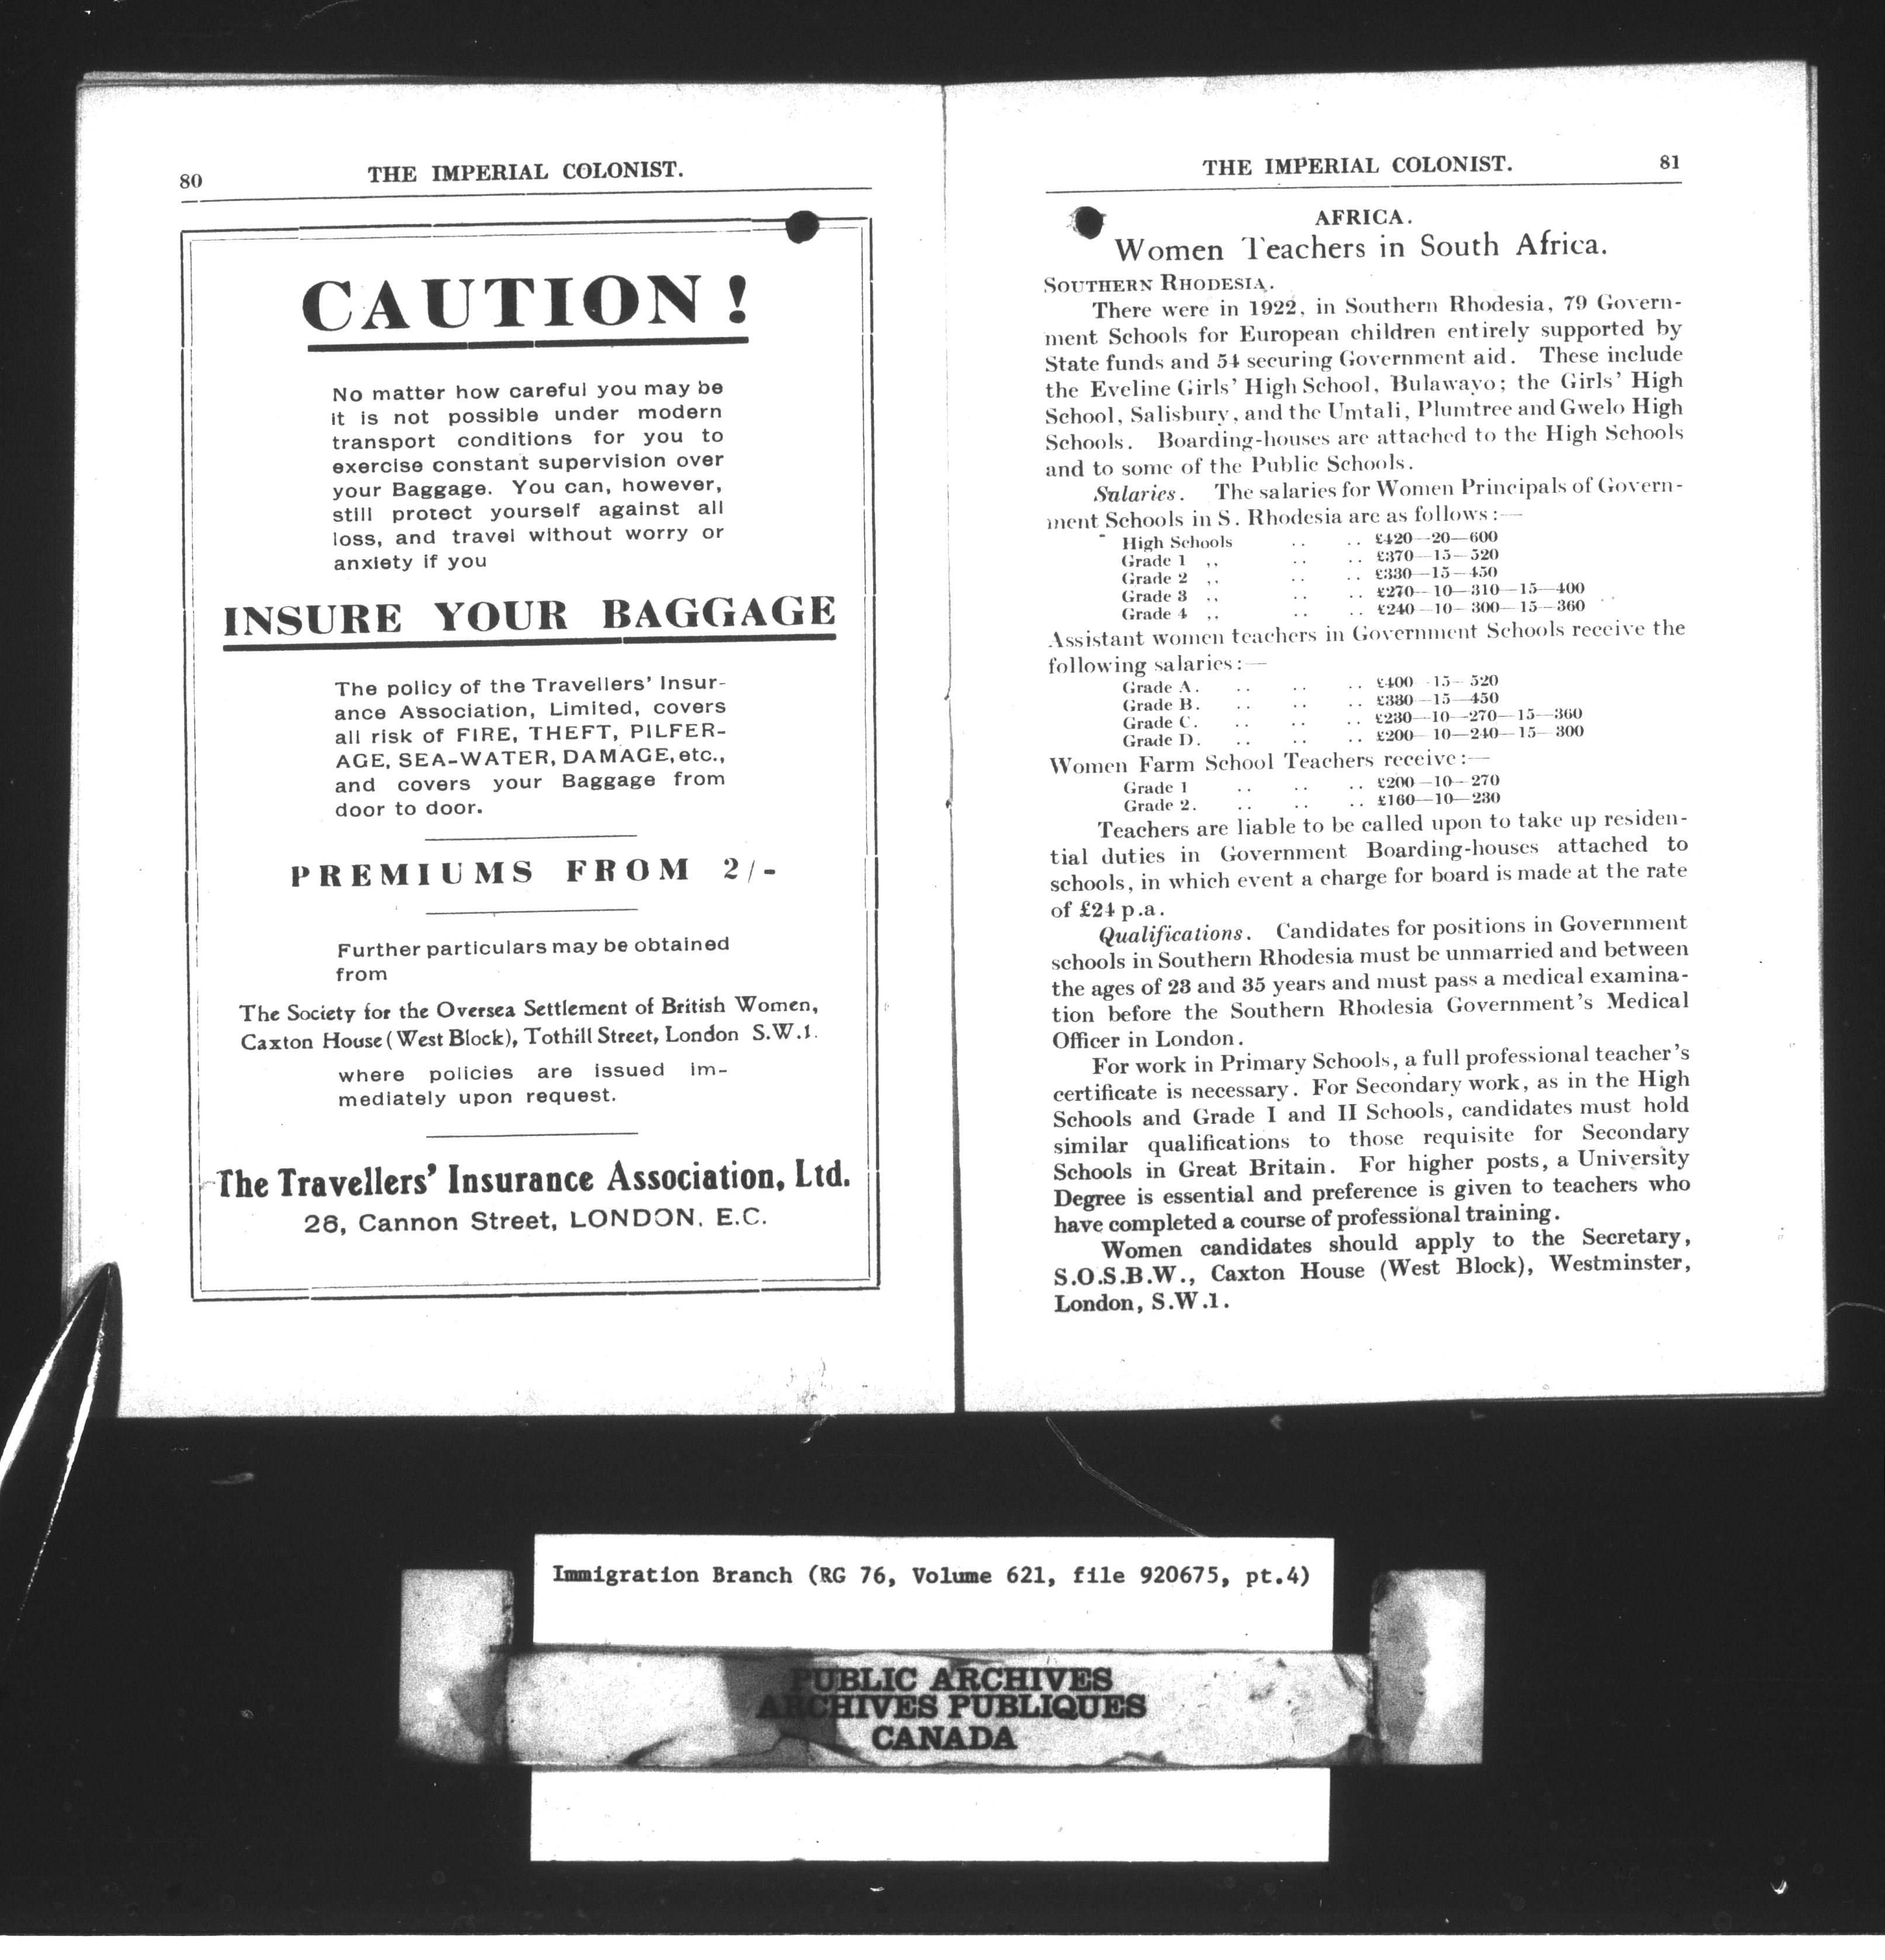 80 THE IMPERIAL COLONIST.
CAUTION!
No matter how careful you may be
it is not possible under modern
transport conditions for you to
exercise constant supervision over
your Baggage. You can, however,
still protect yourself against all
loss, and travel without worry or
anxiety if you
INSURE YOUR BAGGAGE
The policy of the Travellers' Insur-
ance Association, Limited, covers
all risk of FIRE, THEFT, PILFER-
AGE, SEA-WATER, DAMAGE, etc.,
and covers your Baggage from
door to door.
PREMIUMS FROM 2/-
Further particulars may be obtained
from
The Society for the Oversea Settlement of British Women,
Caxton House (West Block), Tothill Street, London S.W.1.
where policies are issued im-
mediately upon request.
The Travellers' Insurance Association, Ltd.
28, Cannon Street, LONDON, E.C.
THE IMPERIAL COLONIST. 81
AFRICA.
Women Teachers in South Africa.
SOUTHERN RHODESIA.
There were in 1922, in Southern Rhodesia, 79 Govern-
ment Schools for European children entirely supported by
State funds and 54 securing Government aid. These include
the Eveline Girls' High School, Bulawayo; the Girls' High
School, Salisbury, and the Umtali, Plumtree and Gwelo High
Schools. Boarding-houses are attached to the High Schools
and to some of the Public Schools.
Salaries. The salaries for Women Principals of Govern-
ment Schools in S. Rhodesia are as follows:—
High Schools .. .. £420—20—600
Grade 1 ,, .. .. £370—15—520
Grade 2 ,, .. .. £330—15—450
Grade 3 ,, .. .. £270—10—310—15—400
Grade 4 ,, .. .. £240—10—300—15—360
Assistant women teachers in Government Schools receive the
following salaries:—
Grade A. .. .. .. £400—15—520
Grade B. .. .. .. £330—15—450
Grade C. .. .. .. £230—10—270—15—360
Grade D. .. .. .. £200—10—240—15—300
Women Farm School Teachers receive:—
Grade 1 .. .. .. £200—10—270
Grade 2. .. .. .. £160—10—230
Teachers are liable to be called upon to take up residen-
tial duties in Government Boarding-houses attached to
schools, in which event a charge for board is made at the rate
of £24 p.a.
Qualifications. Candidates for positions in Government
schools in Southern Rhodesia must be unmarried and between
the ages of 23 and 35 years and must pass a medical examina-
tion before the Southern Rhodesia Government's Medical
Officer in London.
For work in Primary Schools, a full professional teacher's
certificate is necessary. For Secondary work, as in the High
Schools and Grade I and II Schools, candidates must hold
similar qualifications to those requisite for Secondary
Schools in Great Britain. For higher posts, a University
Degree is essential and preference is given to teachers who
have completed a course of professional training.
Women candidates should apply to the Secretary,
S.O.S.B.W., Caxton House (West Block), Westminster,
London, S.W.1.
Immigration Branch (RG 76, Volume 621, file 920675, pt.4)
PUBLIC ARCHIVES
ARCHIVES PUBLIQUES
CANADA